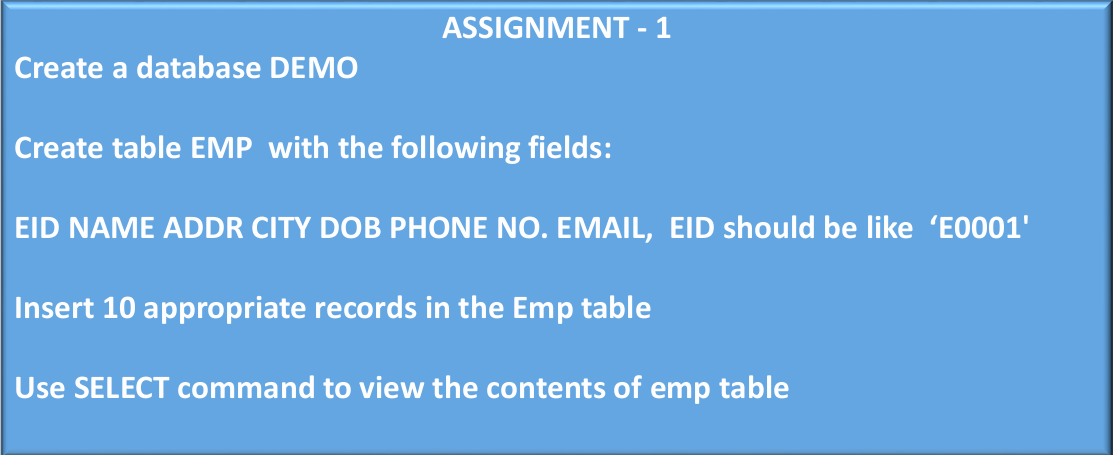 ASSIGNMENT - 1
Create a database DEMO
Create table EMP  with the following fields:
EID NAME ADDR CITY DOB PHONE NO. EMAIL,  EID should be like  ‘E0001'
Insert 10 appropriate records in the Emp table
Use SELECT command to view the contents of emp table